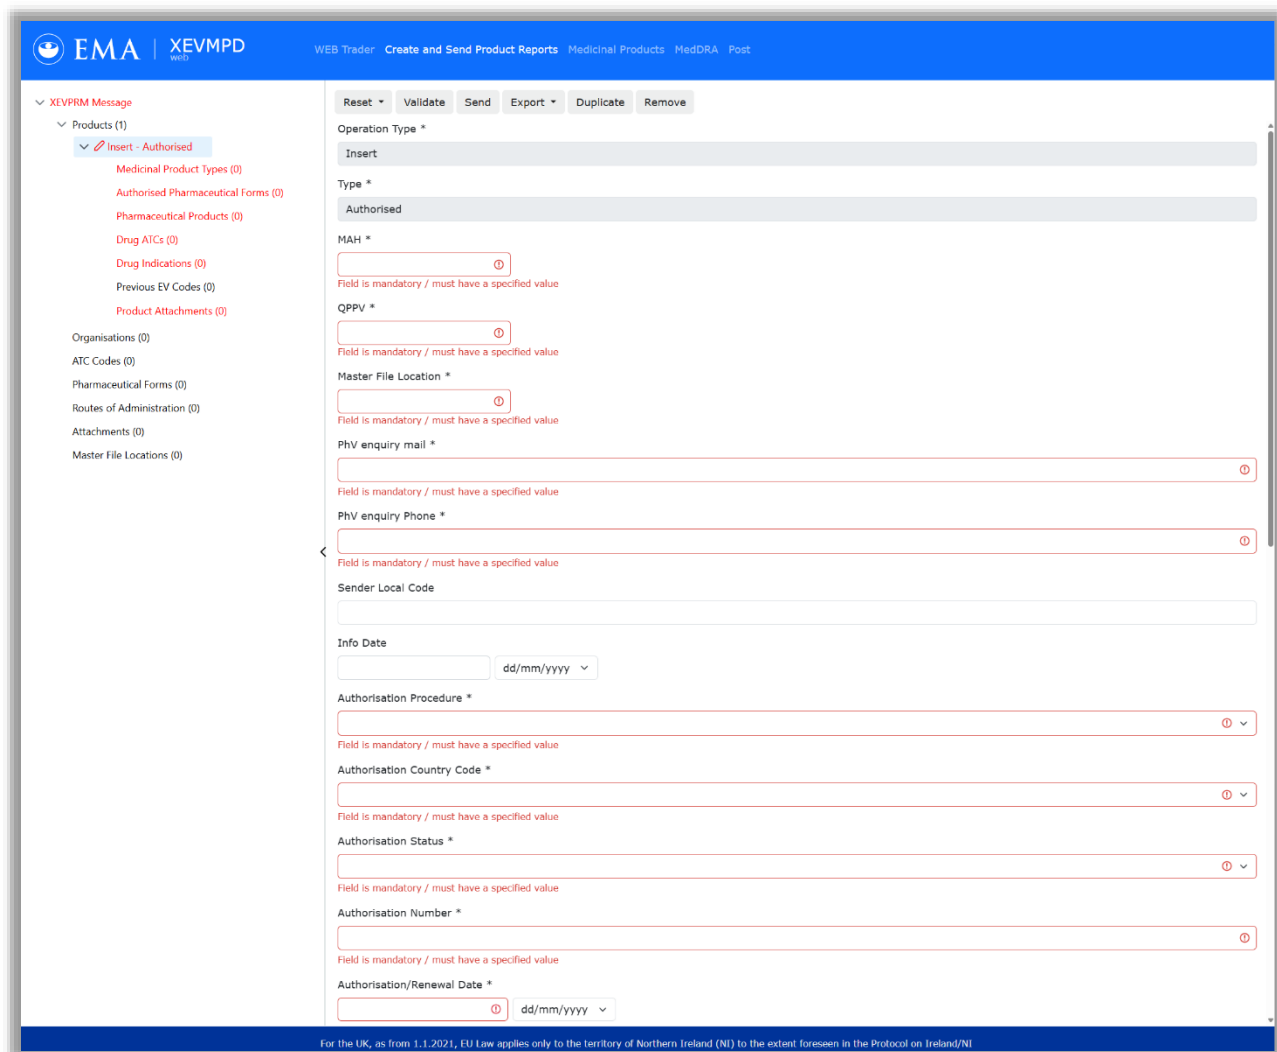 EMA | XEVMPD
web
WEB Trader Create and Send Product Reports Medicinal Products MedDRA Post
XEVPRM Message
Products (1)
Insert - Authorised
Medicinal Product Types (0)
Authorised Pharmaceutical Forms (0)
Pharmaceutical Products (0)
Drug ATCs (0)
Drug Indications (0)
Previous EV Codes (0)
Product Attachments (0)
Organisations (0)
ATC Codes (0)
Pharmaceutical Forms (0)
Routes of Administration (0)
Attachments (0)
Master File Locations (0)
Reset Validate Send Export Duplicate Remove
Operation Type *
Insert
Type *
Authorised
MAH *
Field is mandatory / must have a specified value
QPPV *
Field is mandatory / must have a specified value
Master File Location *
Field is mandatory / must have a specified value
PhV enquiry mail *
Field is mandatory / must have a specified value
PhV enquiry Phone *
Field is mandatory / must have a specified value
Sender Local Code
Info Date
dd/mm/yyyy
Authorisation Procedure *
Field is mandatory / must have a specified value
Authorisation Country Code *
Field is mandatory / must have a specified value
Authorisation Status *
Field is mandatory / must have a specified value
Authorisation Number *
Field is mandatory / must have a specified value
Authorisation/Renewal Date *
dd/mm/yyyy
For the UK, as from 1.1.2021, EU Law applies only to the territory of Northern Ireland (NI) to the extent foreseen in the Protocol on Ireland/NI